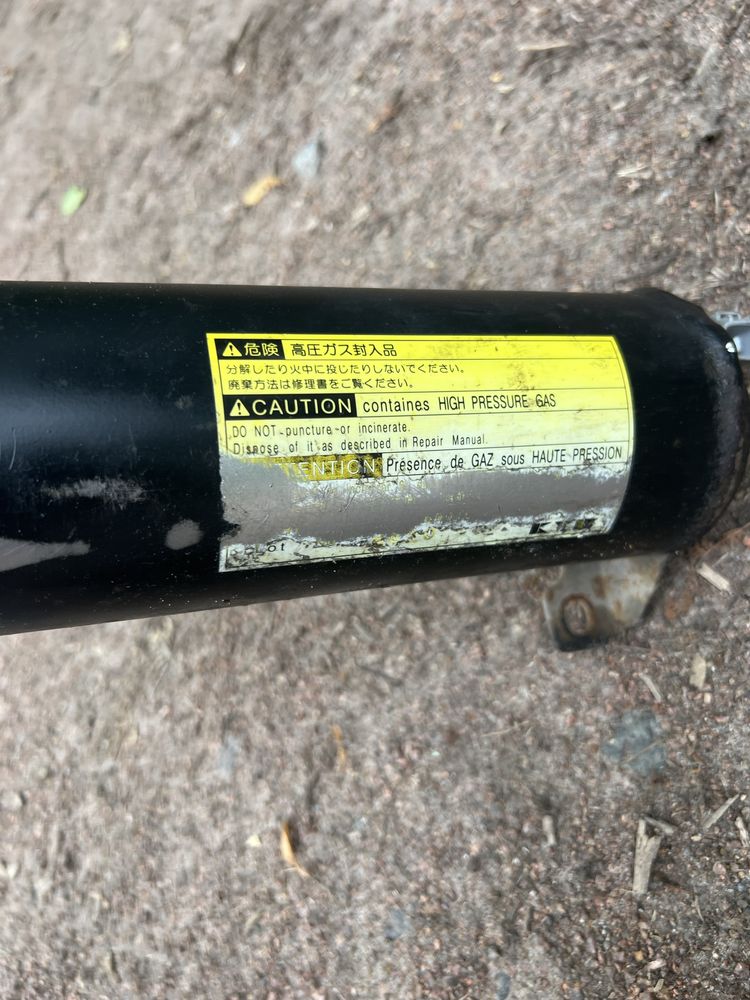 危険 高圧ガス封入品
分解したり火中に投じたりしないでください。
廃棄方法は修理書をご覧ください。
CAUTION containes HIGH PRESSURE GAS
DO NOT puncture or incinerate.
Dispose of it as described in Repair Manual.
Présence de GAZ sous HAUTE PRESSION